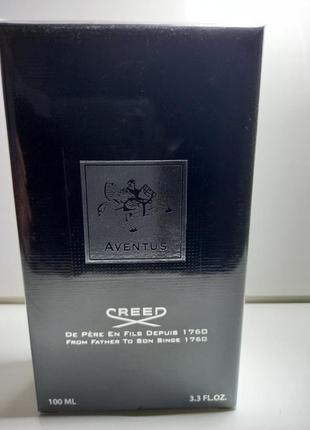 AVENTUS
CREED
DE PÈRE EN FILS DEPUIS 1760
FROM FATHER TO SON SINCE 1760
100 ML 3.3 FL.OZ.